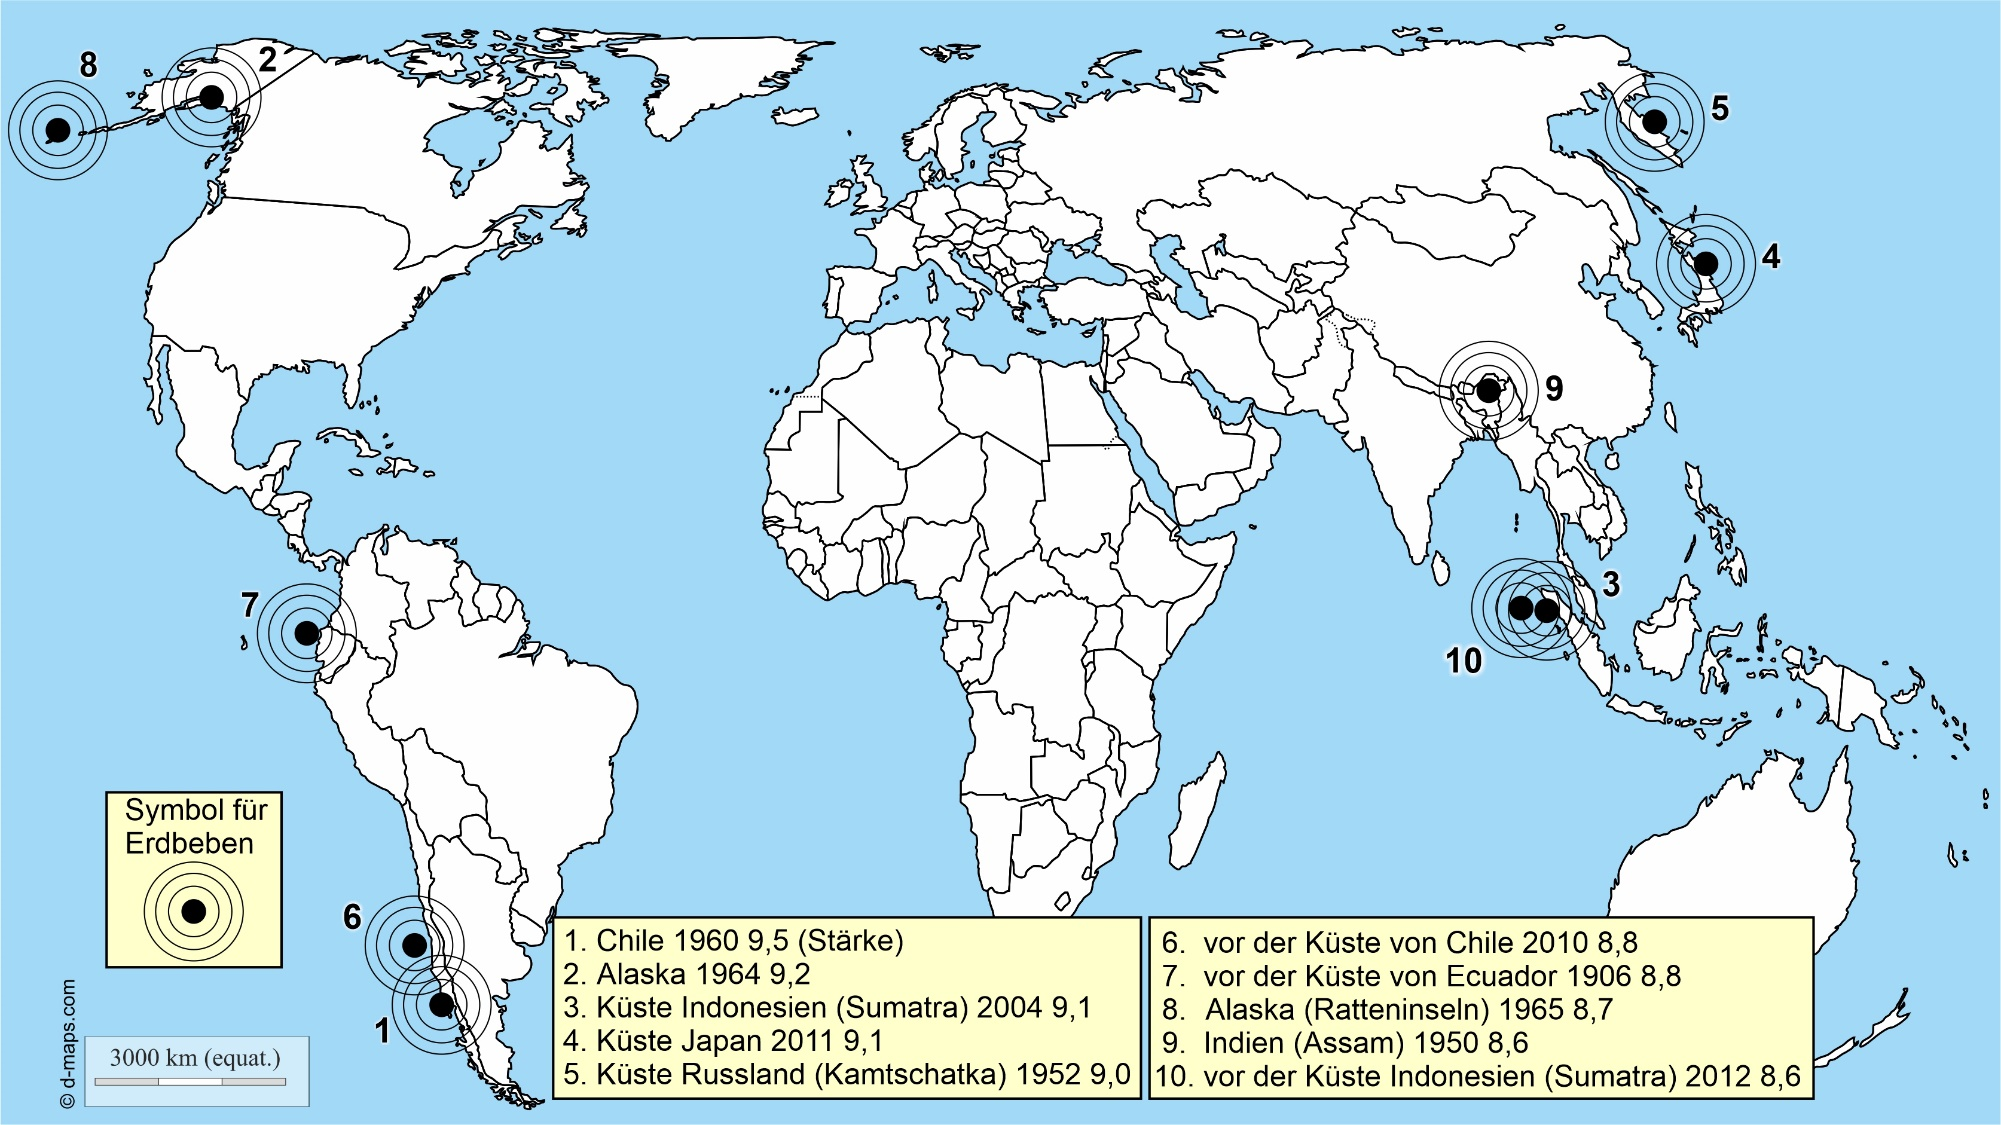 8
2
5
4
9
3
10
7
6
1
Symbol für
Erdbeben
© d-maps.com
3000 km (equat.)
1. Chile 1960 9,5 (Stärke)
2. Alaska 1964 9,2
3. Küste Indonesien (Sumatra) 2004 9,1
4. Küste Japan 2011 9,1
5. Küste Russland (Kamtschatka) 1952 9,0
6. vor der Küste von Chile 2010 8,8
7. vor der Küste von Ecuador 1906 8,8
8. Alaska (Ratteninseln) 1965 8,7
9. Indien (Assam) 1950 8,6
10. vor der Küste Indonesien (Sumatra) 2012 8,6